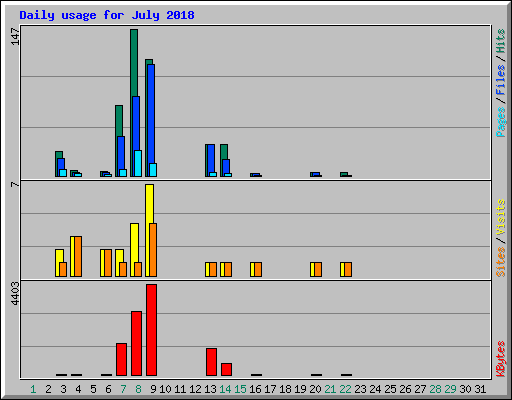 Daily usage for July 2018
147
Pages / Files / Hits
7
Sites / Visits
4403
KBytes
1 2 3 4 5 6 7 8 9 10 11 12 13 14 15 16 17 18 19 20 21 22 23 24 25 26 27 28 29 30 31